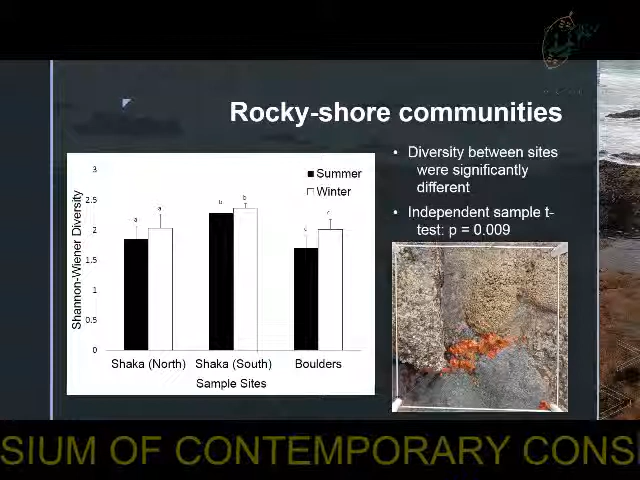 Rocky-shore communities
3
2.5
2
1.5
1
0.5
0
Shannon-Wiener Diversity
Summer
Winter
a
a
b
b
c
c
Shaka (North)
Shaka (South)
Boulders
Sample Sites
• Diversity between sites
were significantly
different
• Independent sample t-
test: p = 0.009
SIUM OF CONTEMPORARY CONS